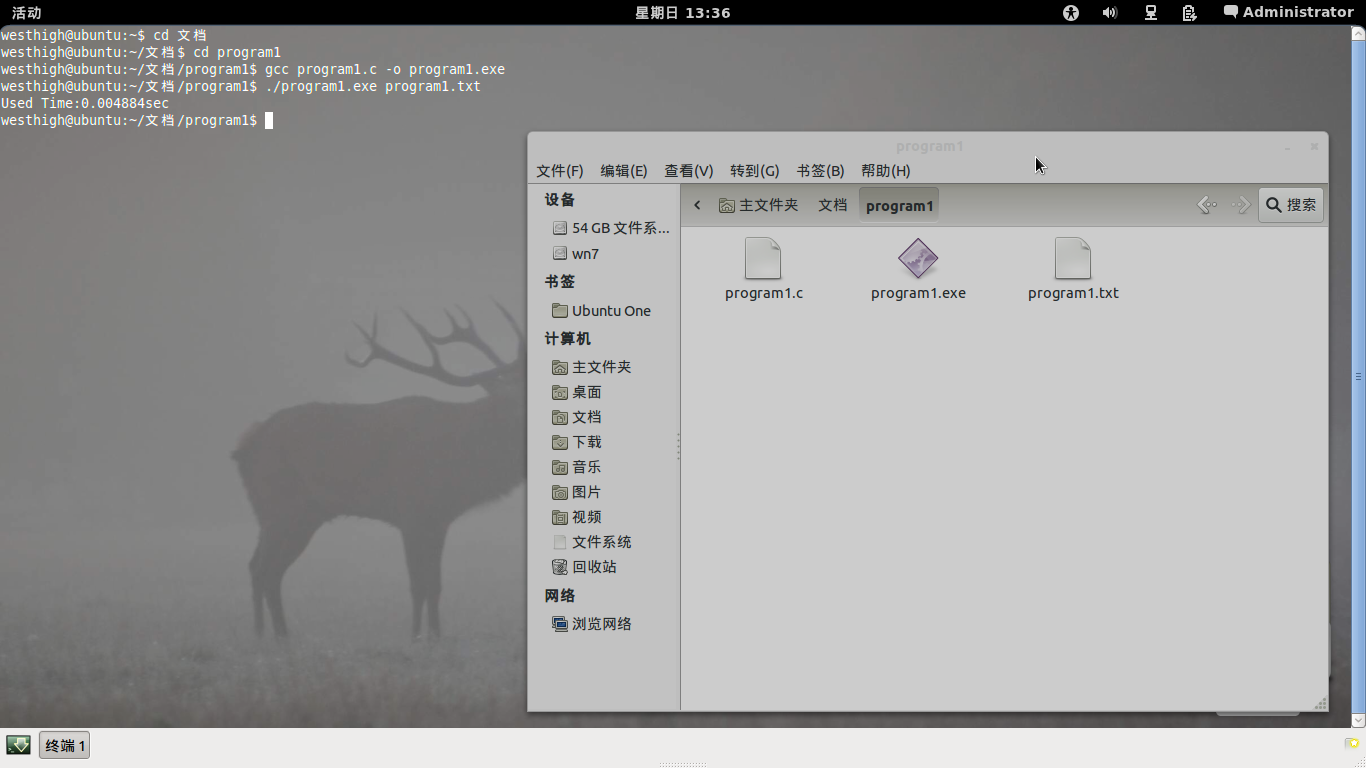 活动
星期日 13:36
Administrator
westhigh@ubuntu:~$ cd 文档
westhigh@ubuntu:~/文档$ cd program1
westhigh@ubuntu:~/文档/program1$ gcc program1.c -o program1.exe
westhigh@ubuntu:~/文档/program1$ ./program1.exe program1.txt
Used Time:0.004884sec
westhigh@ubuntu:~/文档/program1$
program1
文件(F) 编辑(E) 查看(V) 转到(G) 书签(B) 帮助(H)
主文件夹 文档 program1 搜索
设备
54 GB 文件系...
wn7
书签
Ubuntu One
计算机
主文件夹
桌面
文档
下载
音乐
图片
视频
文件系统
回收站
网络
浏览网络
program1.c program1.exe program1.txt
终端 1